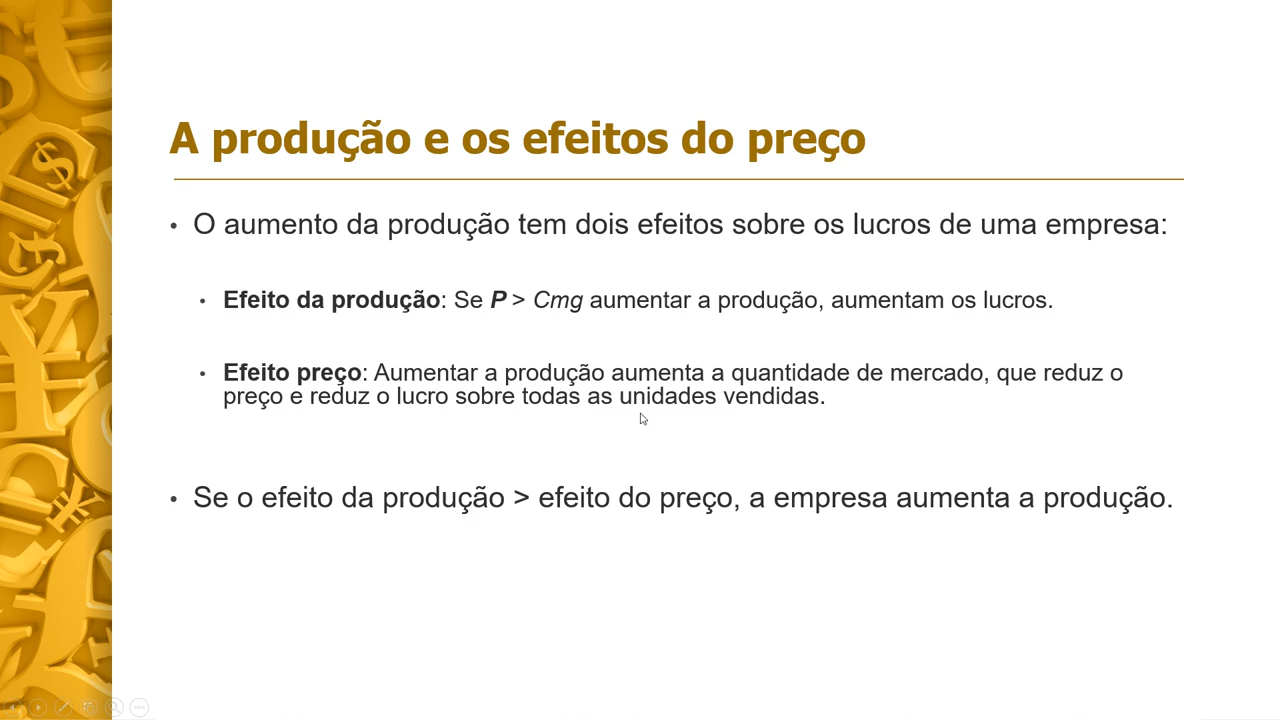 A produção e os efeitos do preço
• O aumento da produção tem dois efeitos sobre os lucros de uma empresa:
• Efeito da produção: Se P > Cmg aumentar a produção, aumentam os lucros.
• Efeito preço: Aumentar a produção aumenta a quantidade de mercado, que reduz o
preço e reduz o lucro sobre todas as unidades vendidas.
• Se o efeito da produção > efeito do preço, a empresa aumenta a produção.